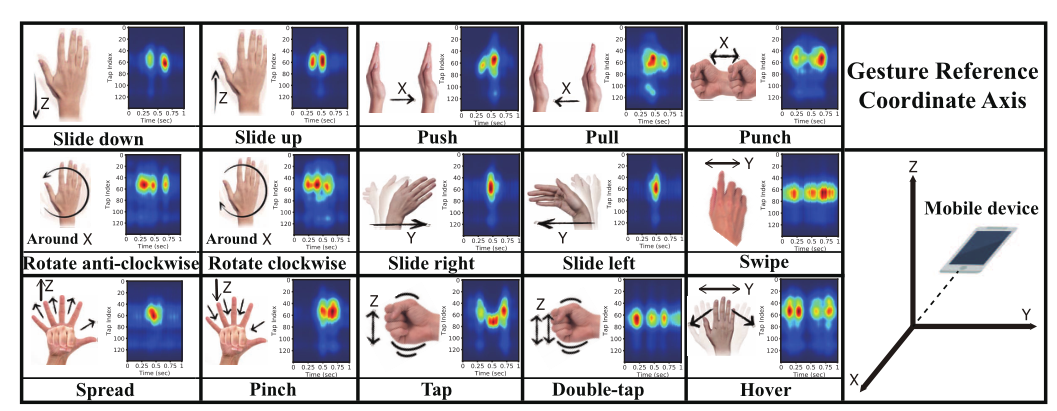 0
20
40
60
80
100
120
Tap Index
0 0.25 0.5 0.75 1
Time (sec)
Z
Slide down
0
20
40
60
80
100
120
Tap Index
0 0.25 0.5 0.75 1
Time (sec)
Z
Slide up
0
20
40
60
80
100
120
Tap Index
0 0.25 0.5 0.75 1
Time (sec)
X
Push
0
20
40
60
80
100
120
Tap Index
0 0.25 0.5 0.75 1
Time (sec)
X
Pull
X
0
20
40
60
80
100
120
Tap Index
0 0.25 0.5 0.75 1
Time (sec)
Punch
Gesture Reference
Coordinate Axis
0
20
40
60
80
100
120
Tap Index
0 0.25 0.5 0.75 1
Time (sec)
Around X
Rotate anti-clockwise
0
20
40
60
80
100
120
Tap Index
0 0.25 0.5 0.75 1
Time (sec)
Around X
Rotate clockwise
0
20
40
60
80
100
120
Tap Index
0 0.25 0.5 0.75 1
Time (sec)
Y
Slide right
0
20
40
60
80
100
120
Tap Index
0 0.25 0.5 0.75 1
Time (sec)
Y
Slide left
Y
0
20
40
60
80
100
120
Tap Index
0 0.25 0.5 0.75 1
Time (sec)
Swipe
Z
0
20
40
60
80
100
120
Tap Index
0 0.25 0.5 0.75 1
Time (sec)
Spread
Z
0
20
40
60
80
100
120
Tap Index
0 0.25 0.5 0.75 1
Time (sec)
Pinch
Z
0
20
40
60
80
100
120
Tap Index
0 0.25 0.5 0.75 1
Time (sec)
Tap
Z
0
20
40
60
80
100
120
Tap Index
0 0.25 0.5 0.75 1
Time (sec)
Double-tap
Y
0
20
40
60
80
100
120
Tap Index
0 0.25 0.5 0.75 1
Time (sec)
Hover
Z
Mobile device
Y
X